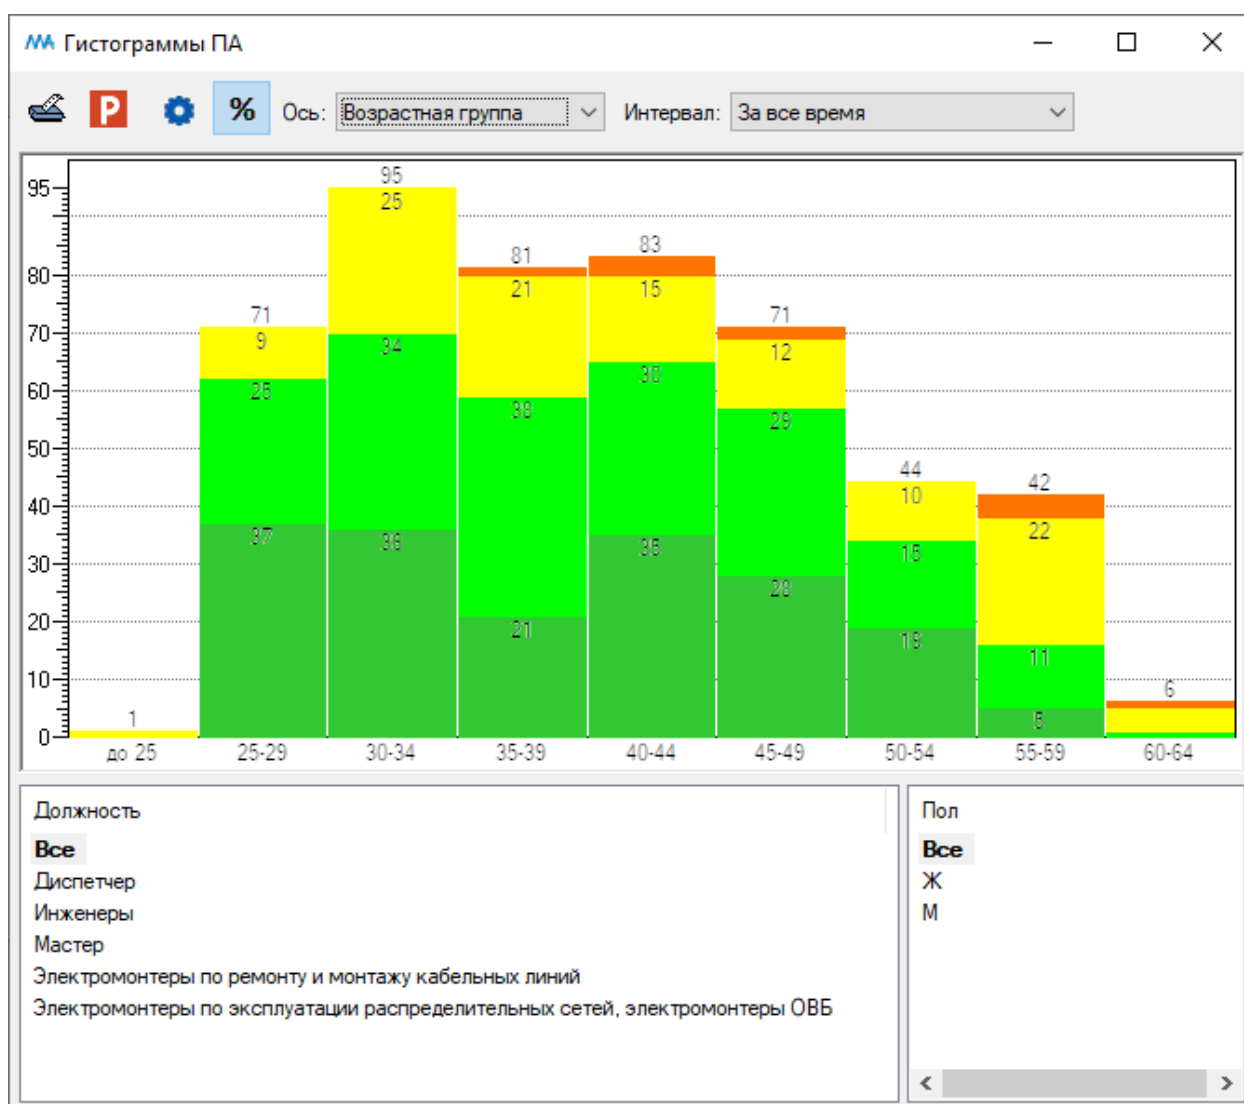 Гистограммы ПА
P % Ось: Возрастная группа Интервал: За все время
95
95
25
83
81
80
21
15
71
71
70
9
12
34
60
30
25
38
29
50
44
42
10
40
22
37
36
35
15
30
28
20
21
19
11
10
6
5
1
0
до 25 25-29 30-34 35-39 40-44 45-49 50-54 55-59 60-64
Должность
Все
Диспетчер
Инженеры
Мастер
Электромонтеры по ремонту и монтажу кабельных линий
Электромонтеры по эксплуатации распределительных сетей, электромонтеры ОВБ
Пол
Все
Ж
М